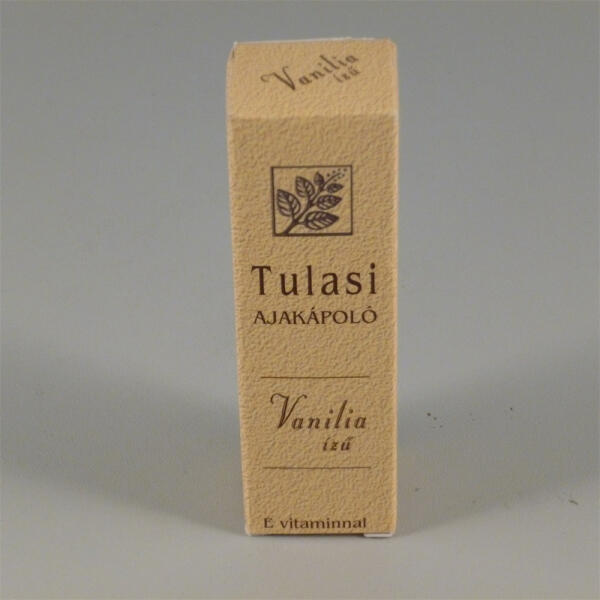 Vanilia
ízű
Tulasi
AJAKÁPOLÓ
Vanilia
ízű
E vitaminnal